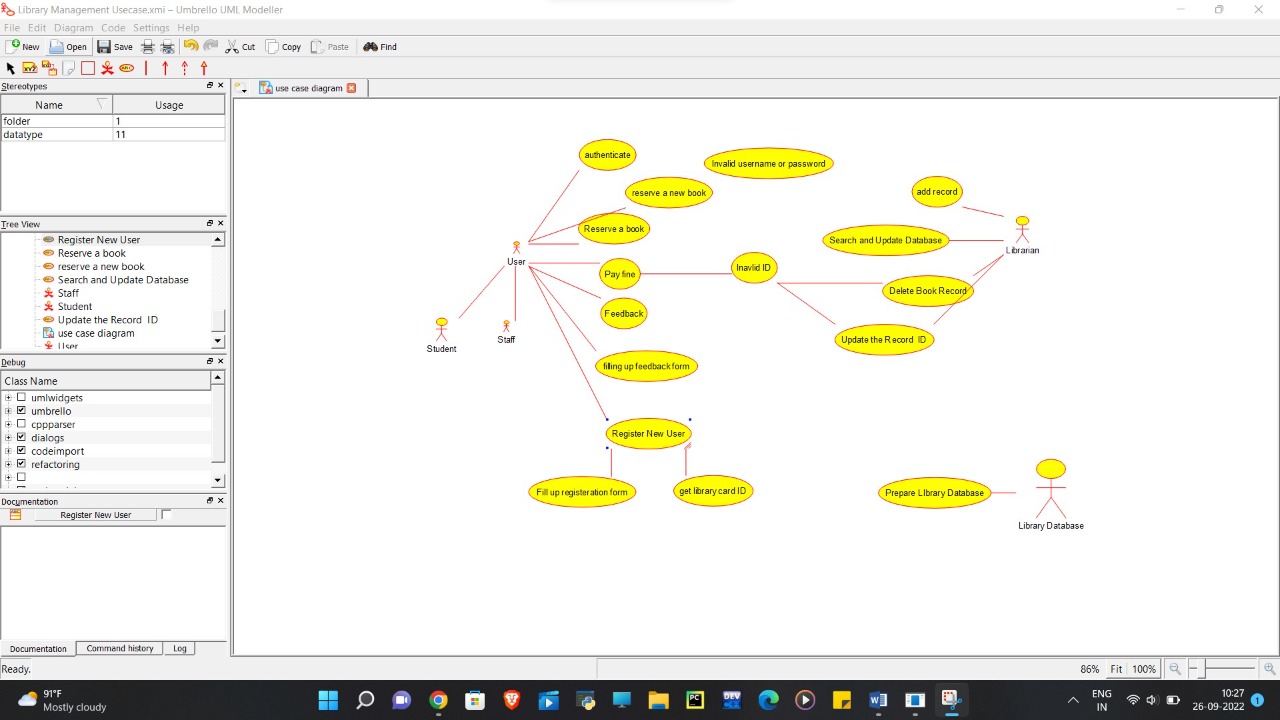 Library Management Usecase.xmi – Umbrello UML Modeller
File Edit Diagram Code Settings Help
New Open Save Cut Copy Paste Find
Stereotypes
Name Usage
folder 1
datatype 11
Tree View
Register New User
Reserve a book
reserve a new book
Search and Update Database
Staff
Student
Update the Record ID
use case diagram
User
Debug
Class Name
umlwidgets
umbrello
cppparser
dialogs
codeimport
refactoring
Documentation
Register New User
Documentation Command history Log
use case diagram
authenticate
Invalid username or password
reserve a new book
add record
Reserve a book
Search and Update Database
Librarian
User
Pay fine
Inavlid ID
Delete Book Record
Feedback
Student
Staff
Update the Record ID
filling up feedback form
Register New User
Fill up registeration form
get library card ID
Prepare LIbrary Database
Library Database
Ready.
86% Fit 100%
91°F
Mostly cloudy
PC
DEV
ENG
IN
10:27
26-09-2022
1